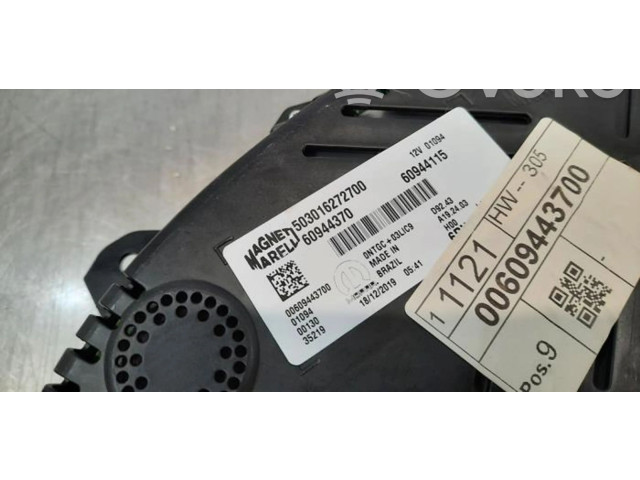 MAGNETI
MARELLI
503016272700
60944370
12V 01094
60944115
00609443700
01094
00130
35219
0NTGC+03LIC9
MADE IN
BRAZIL
18/12/2019 05:41
D92.43
A19.24.03
H00
1 1121 HW--305
00609443700
Pos.9